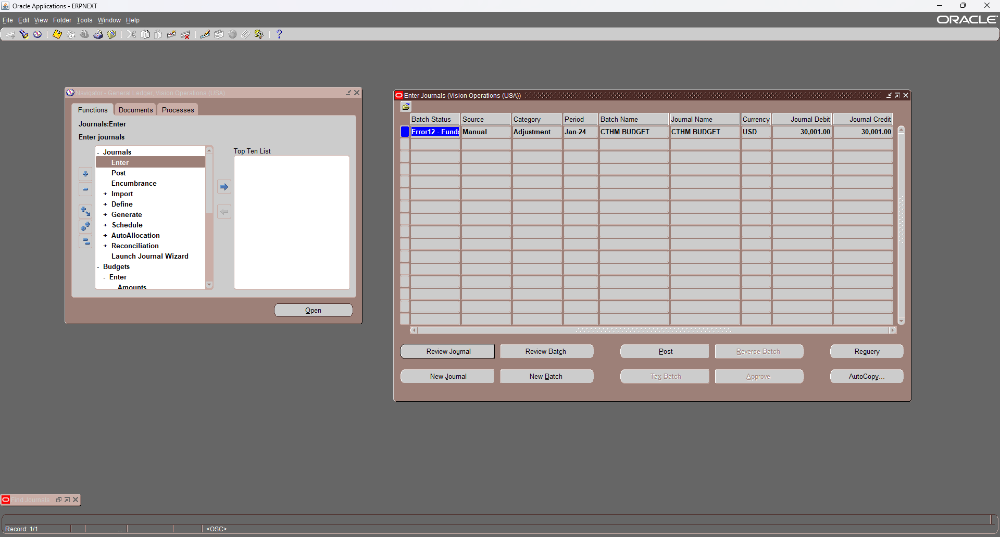 Oracle Applications - ERPNEXT
File Edit View Folder Tools Window Help
ORACLE
Navigator - General Ledger, Vision Operations (USA)
Functions Documents Processes
Journals:Enter
Enter journals
- Journals
Enter
Post
Encumbrance
+ Import
+ Define
+ Generate
+ Schedule
+ AutoAllocation
+ Reconciliation
Launch Journal Wizard
- Budgets
- Enter
Amounts
Top Ten List
Open
Enter Journals (Vision Operations (USA))
Batch Status Source Category Period Batch Name Journal Name Currency Journal Debit Journal Credit
Error12 - Funds Manual Adjustment Jan-24 CTHM BUDGET CTHM BUDGET USD 30,001.00 30,001.00
Review Journal Review Batch Post Reverse Batch Requery
New Journal New Batch Tax Batch Approve AutoCopy...
Find Journals
Record: 1/1 ... <OSC>